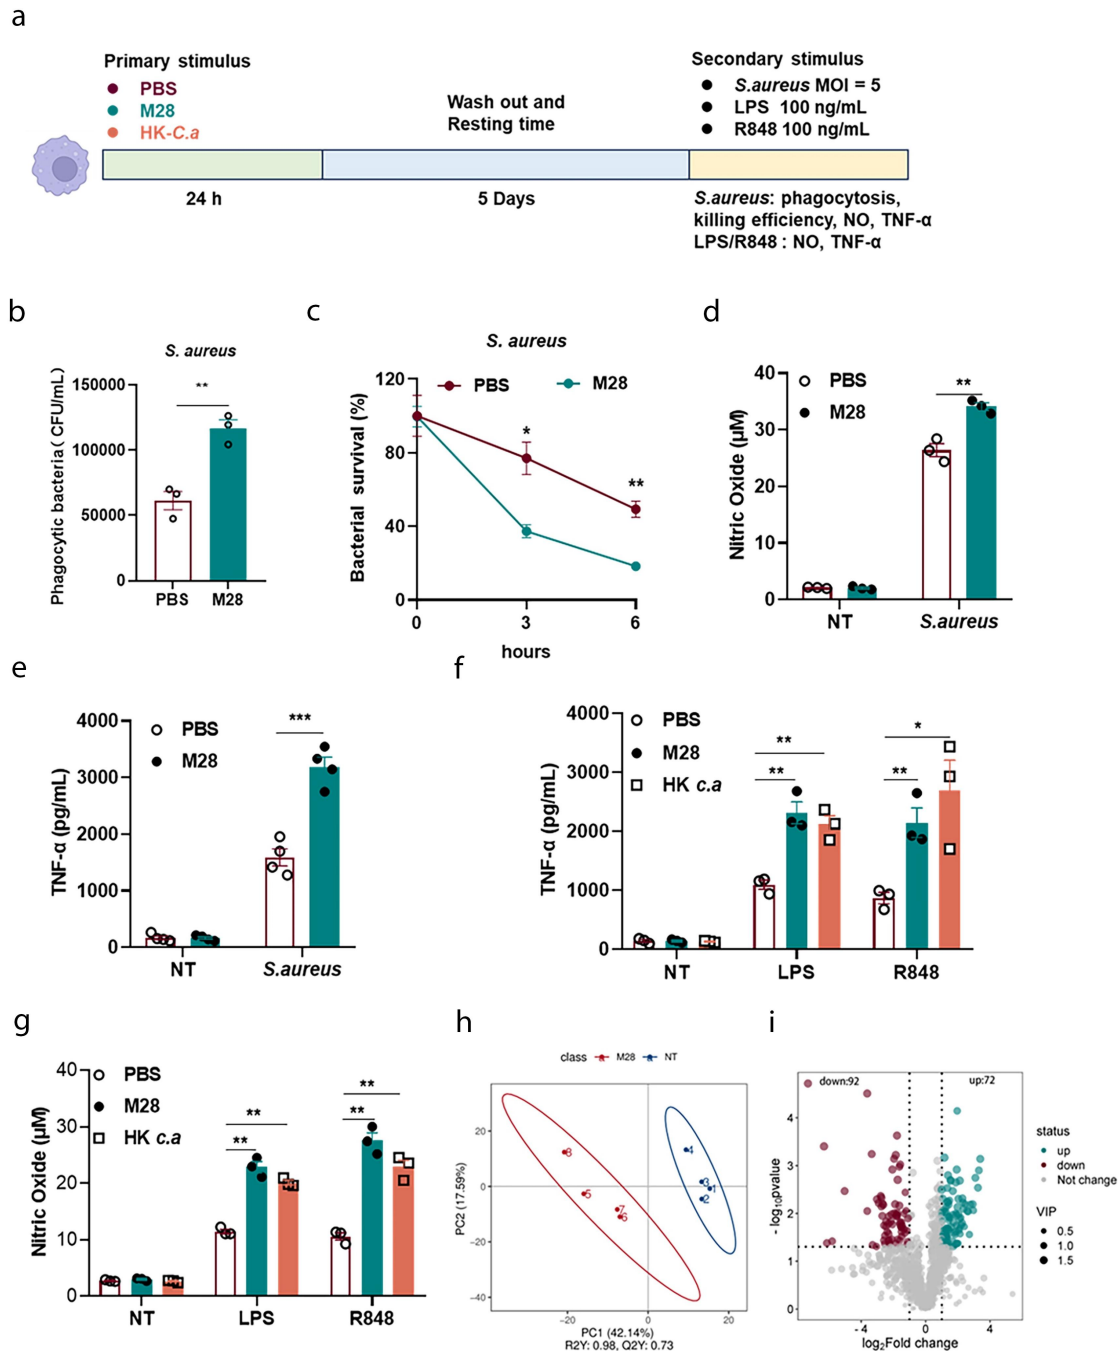 a
Primary stimulus
PBS
M28
HK-C.a
Wash out and
Resting time
Secondary stimulus
S.aureus MOI = 5
LPS 100 ng/mL
R848 100 ng/mL
24 h
5 Days
S.aureus: phagocytosis,
killing efficiency, NO, TNF-α
LPS/R848 : NO, TNF-α
b
S. aureus
Phagocytic bacteria( CFU/mL)
150000
100000
50000
0
**
PBS
M28
c
S. aureus
Bacterial survival (%)
120
80
40
0
PBS
M28
*
**
0
3
6
hours
d
Nitric Oxide (μM)
40
30
20
10
0
PBS
M28
**
NT
S.aureus
e
TNF-α (pg/mL)
4000
3000
2000
1000
0
PBS
M28
***
NT
S.aureus
f
TNF-α (pg/mL)
4000
3000
2000
1000
0
PBS
M28
HK c.a
**
**
**
*
NT
LPS
R848
g
Nitric Oxide (μM)
40
30
20
10
0
PBS
M28
HK c.a
**
**
**
**
NT
LPS
R848
h
class M28 NT
PC2 (17.59%)
20
0
−20
−40
8
5
7
6
4
3
1
2
−20
0
20
PC1 (42.14%)
R2Y: 0.98, Q2Y: 0.73
i
down:92
up:72
- log10pvalue
4
3
2
1
0
- 4
0
4
log2Fold change
status
up
down
Not change
VIP
0.5
1.0
1.5